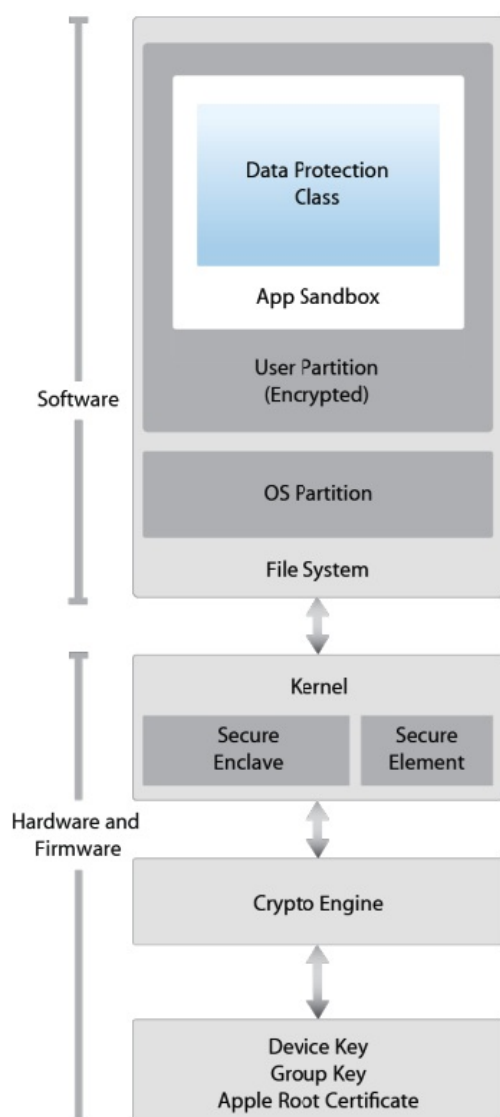 Data Protection
Class
App Sandbox
User Partition
(Encrypted)
Software
OS Partition
File System
Kernel
Secure
Enclave
Secure
Element
Hardware and
Firmware
Crypto Engine
Device Key
Group Key
Apple Root Certificate